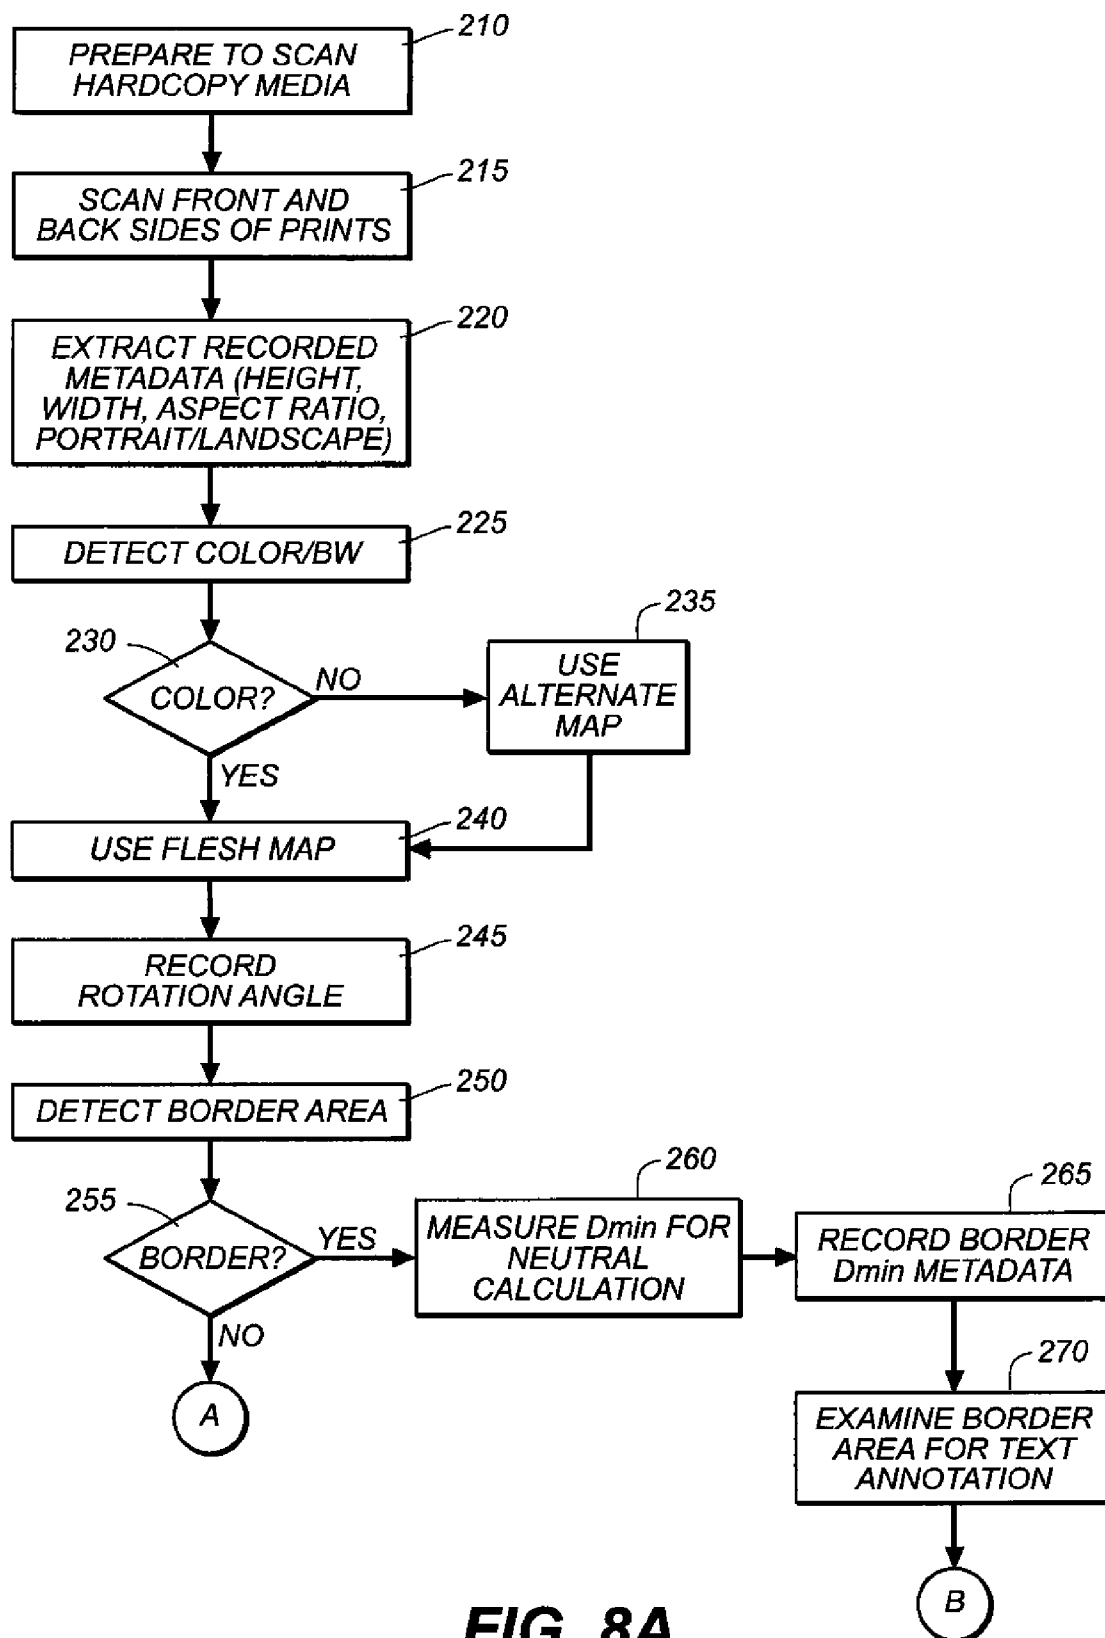 210
PREPARE TO SCAN
HARDCOPY MEDIA
215
SCAN FRONT AND
BACK SIDES OF PRINTS
220
EXTRACT RECORDED
METADATA (HEIGHT,
WIDTH, ASPECT RATIO,
PORTRAIT/LANDSCAPE)
225
DETECT COLOR/BW
230
COLOR?
NO
YES
235
USE
ALTERNATE
MAP
240
USE FLESH MAP
245
RECORD
ROTATION ANGLE
250
DETECT BORDER AREA
255
BORDER?
YES
NO
A
260
MEASURE Dmin FOR
NEUTRAL
CALCULATION
265
RECORD BORDER
Dmin METADATA
270
EXAMINE BORDER
AREA FOR TEXT
ANNOTATION
B
FIG. 8A